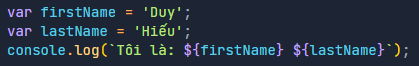 var firstName = 'Duy';
var lastName = 'Hiếu';
console.log(`Tôi là: ${firstName} ${lastName}`);